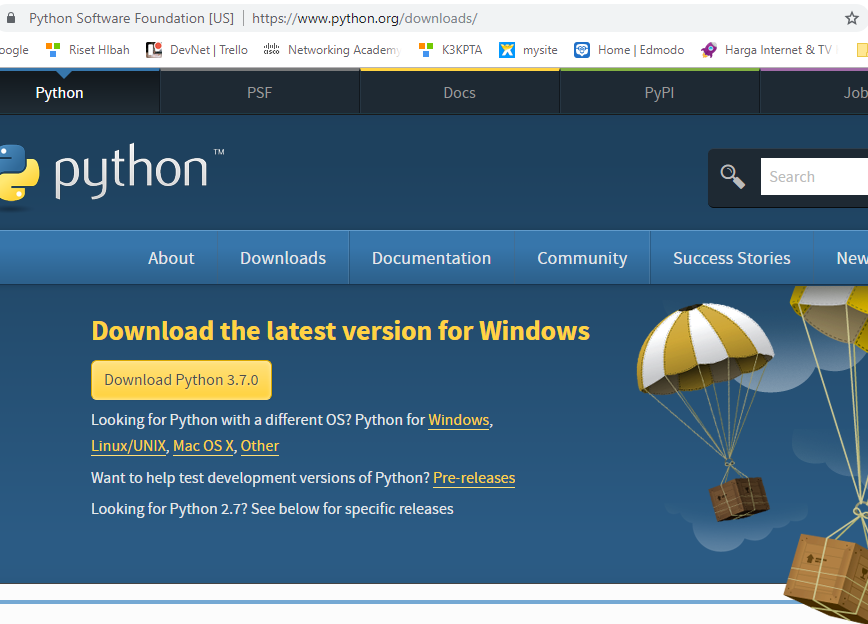 Python Software Foundation [US] | https://www.python.org/downloads/
oogle Riset HIbah DevNet | Trello Networking Academy K3KPTA mysite Home | Edmodo Harga Internet & TV
Python PSF Docs PyPI Job
python™
Search
About Downloads Documentation Community Success Stories New
Download the latest version for Windows
Download Python 3.7.0
Looking for Python with a different OS? Python for Windows,
Linux/UNIX, Mac OS X, Other
Want to help test development versions of Python? Pre-releases
Looking for Python 2.7? See below for specific releases